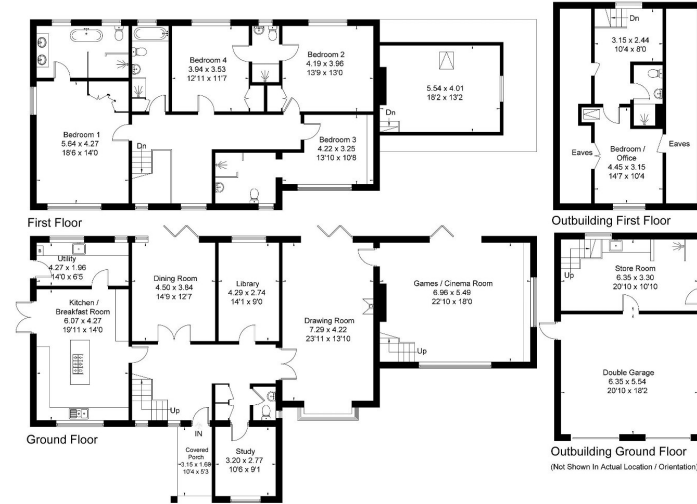 Bedroom 4
3.94 x 3.53
12'11 x 11'7
Bedroom 2
4.19 x 3.96
13'9 x 13'0
5.54 x 4.01
18'2 x 13'2
Dn
Bedroom 1
5.64 x 4.27
18'6 x 14'0
Dn
Bedroom 3
4.22 x 3.25
13'10 x 10'8
First Floor
Dn
3.15 x 2.44
10'4 x 8'0
Eaves
Eaves
Bedroom /
Office
4.45 x 3.15
14'7 x 10'4
Outbuilding First Floor
Utility
4.27 x 1.96
14'0 x 6'5
Kitchen /
Breakfast Room
6.07 x 4.27
19'11 x 14'0
Dining Room
4.50 x 3.84
14'9 x 12'7
Library
4.29 x 2.74
14'1 x 9'0
Drawing Room
7.29 x 4.22
23'11 x 13'10
Games / Cinema Room
6.96 x 5.49
22'10 x 18'0
Up
Up
IN
Covered
Porch
3.15 x 1.68
10'4 x 5'3
Study
3.20 x 2.77
10'6 x 9'1
Ground Floor
Up
Store Room
6.35 x 3.30
20'10 x 10'10
Double Garage
6.35 x 5.54
20'10 x 18'2
Outbuilding Ground Floor
(Not Shown In Actual Location / Orientation)